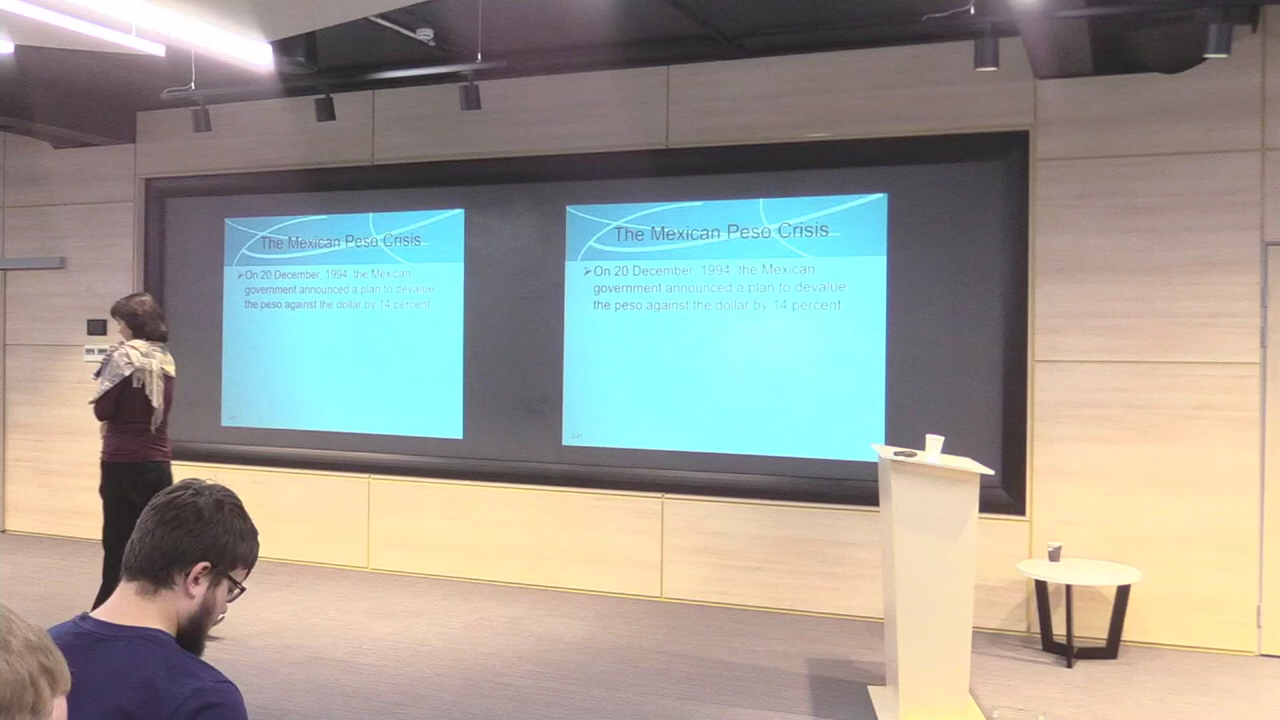 The Mexican Peso Crisis
➤On 20 December, 1994 the Mexican
government announced a plan to devalue
the peso against the dollar by 14 percent.
The Mexican Peso Crisis
➤On 20 December, 1994 the Mexican
government announced a plan to devalue
the peso against the dollar by 14 percent.